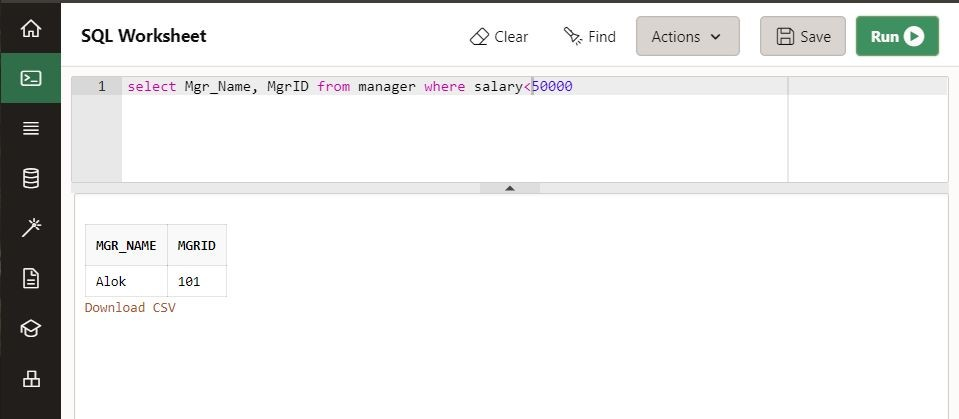 SQL Worksheet Clear Find Actions Save Run
1 select Mgr_Name, MgrID from manager where salary<50000
MGR_NAME MGRID
Alok 101
Download CSV